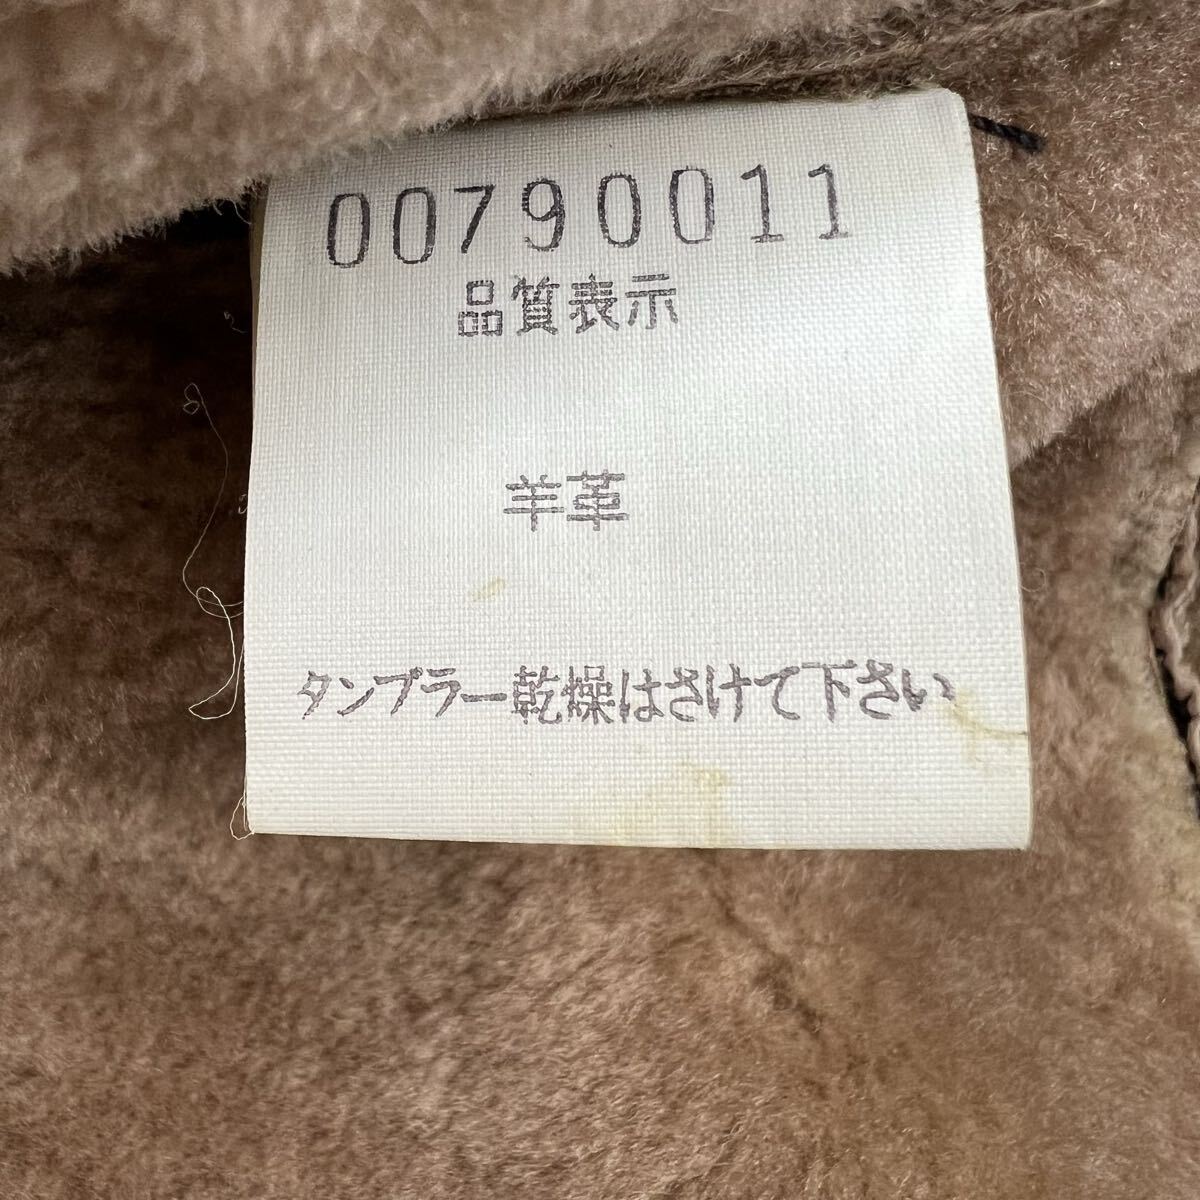 00790011
品質表示
羊革
タンブラー乾燥はさけて下さい